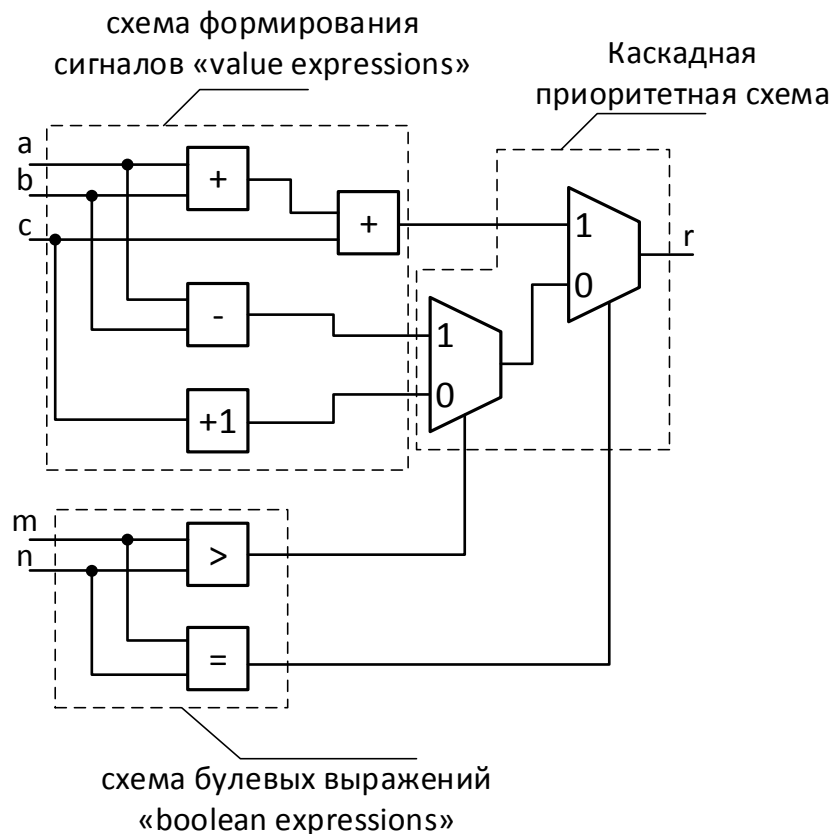 схема формирования
сигналов «value expressions»
Каскадная
приоритетная схема
a
b
c
+
+
-
+1
1
0
1
0
r
m
n
>
=
схема булевых выражений
«boolean expressions»